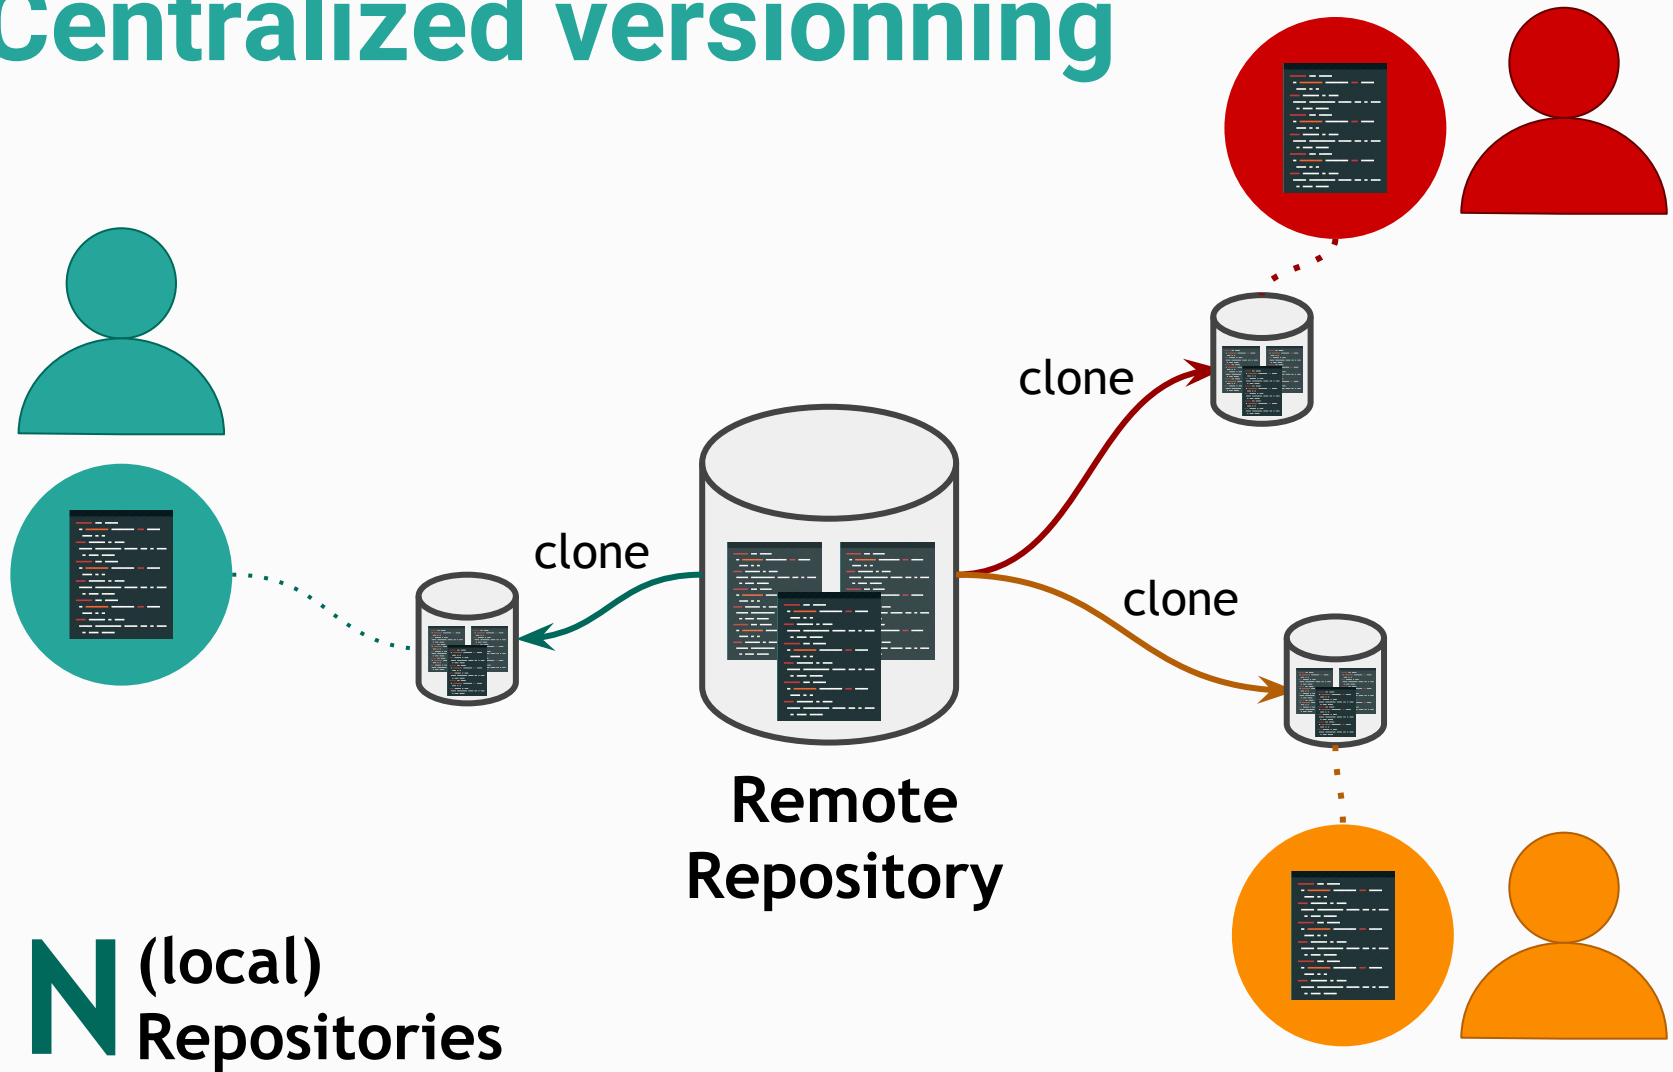 Centralized versionning
clone
clone
clone
Remote
Repository
N (local)
Repositories